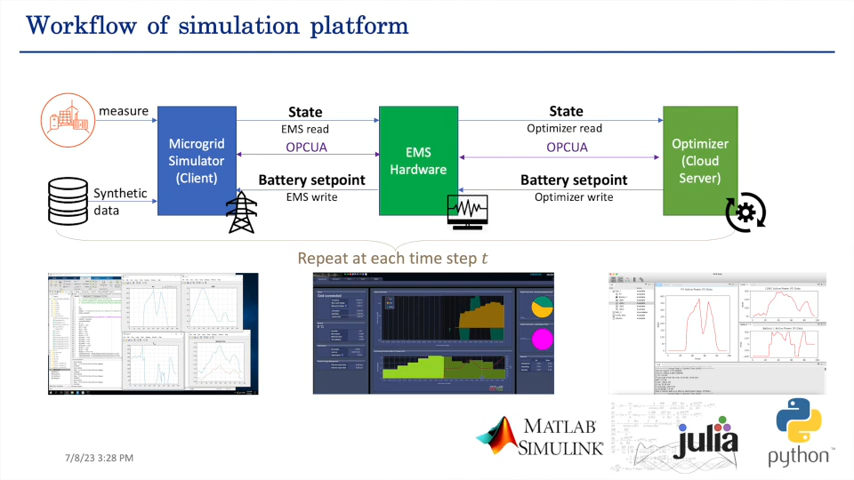 Workflow of simulation platform
measure
Synthetic
data
Microgrid
Simulator
(Client)
State
EMS read
OPCUA
Battery setpoint
EMS write
EMS
Hardware
State
Optimizer read
OPCUA
Battery setpoint
Optimizer write
Optimizer
(Cloud
Server)
Repeat at each time step t
MATLAB
SIMULINK
julia
python
7/8/23 3:28 PM